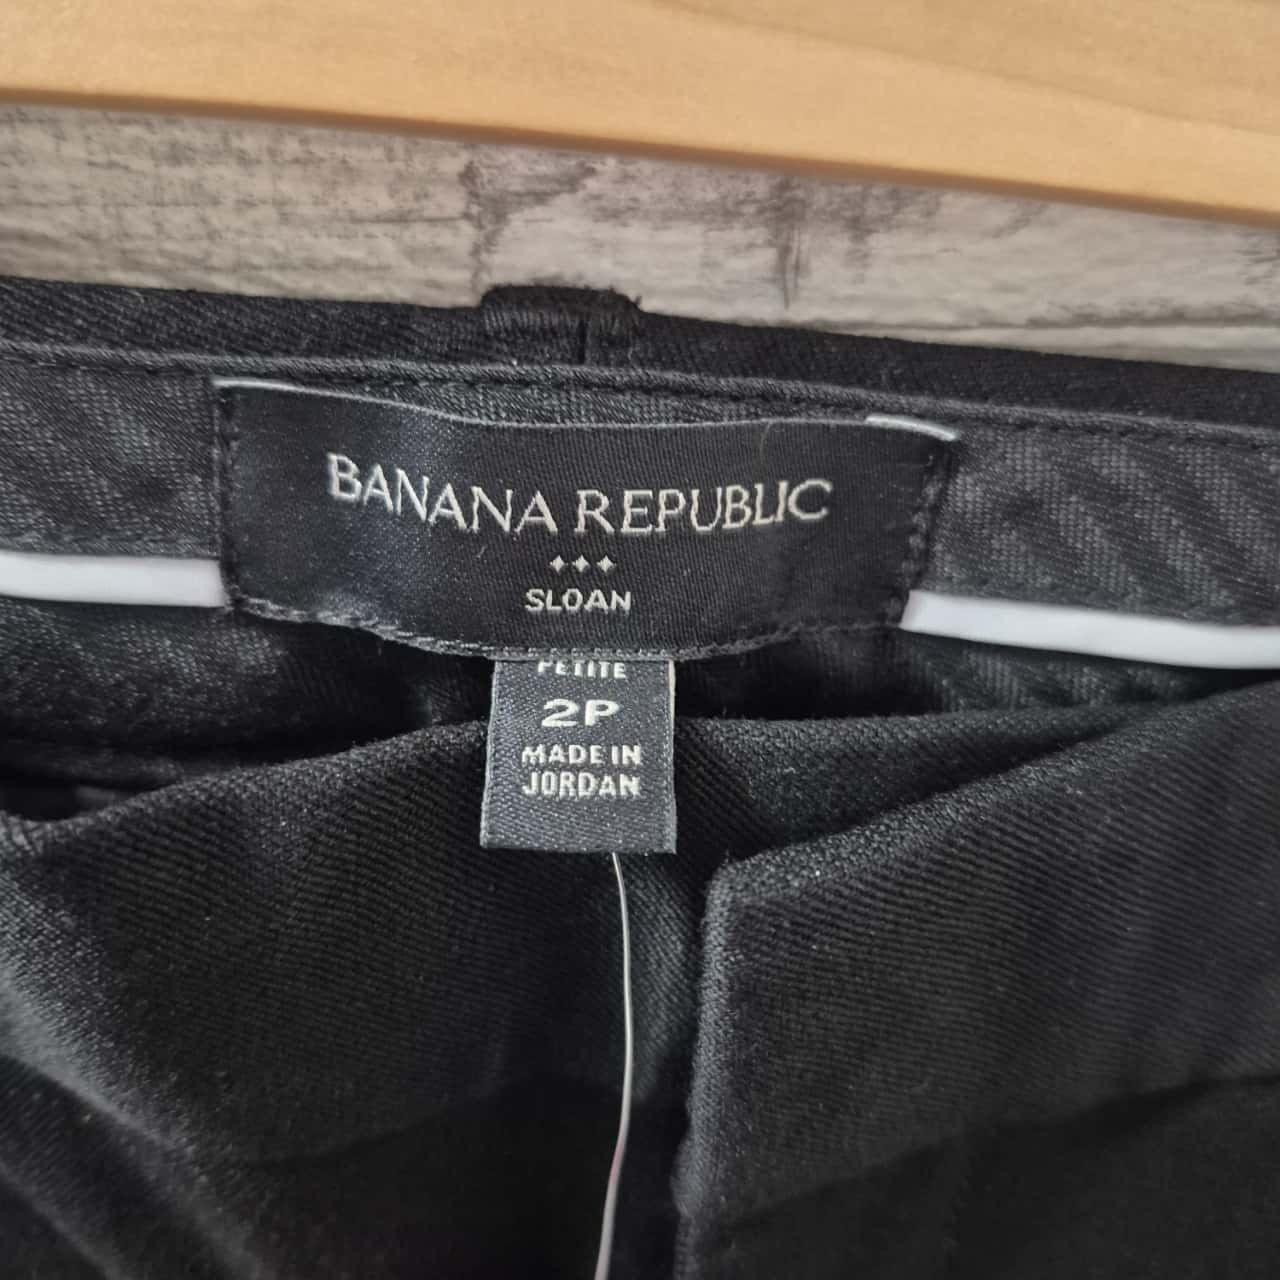 BANANA REPUBLIC
SLOAN
PETITE
2P
MADE IN
JORDAN